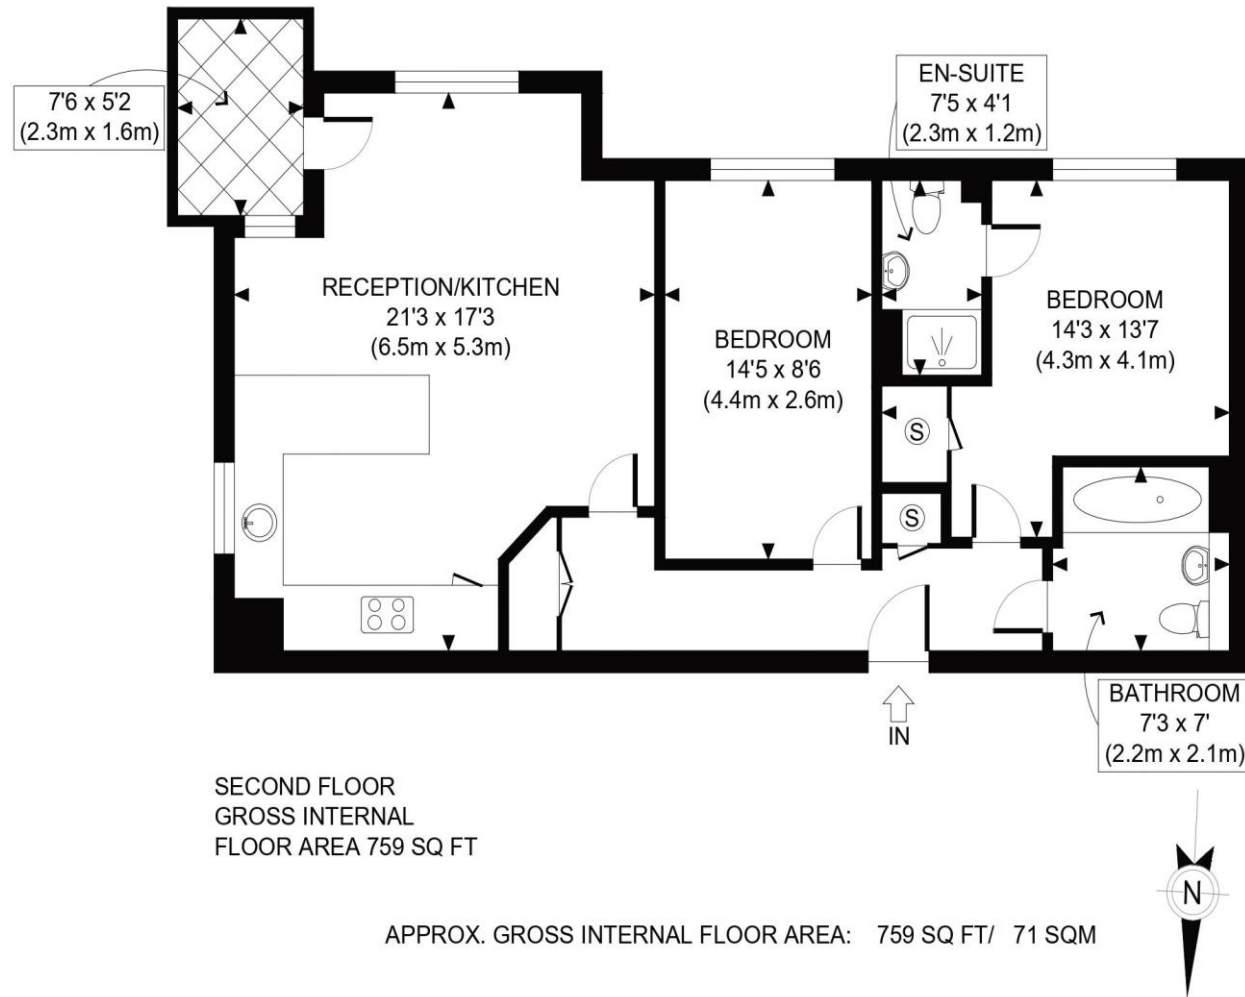 7'6 x 5'2
(2.3m x 1.6m)
EN-SUITE
7'5 x 4'1
(2.3m x 1.2m)
RECEPTION/KITCHEN
21'3 x 17'3
(6.5m x 5.3m)
BEDROOM
14'5 x 8'6
(4.4m x 2.6m)
BEDROOM
14'3 x 13'7
(4.3m x 4.1m)
S
S
BATHROOM
7'3 x 7'
(2.2m x 2.1m)
IN
SECOND FLOOR
GROSS INTERNAL
FLOOR AREA 759 SQ FT
N
APPROX. GROSS INTERNAL FLOOR AREA: 759 SQ FT/ 71 SQM